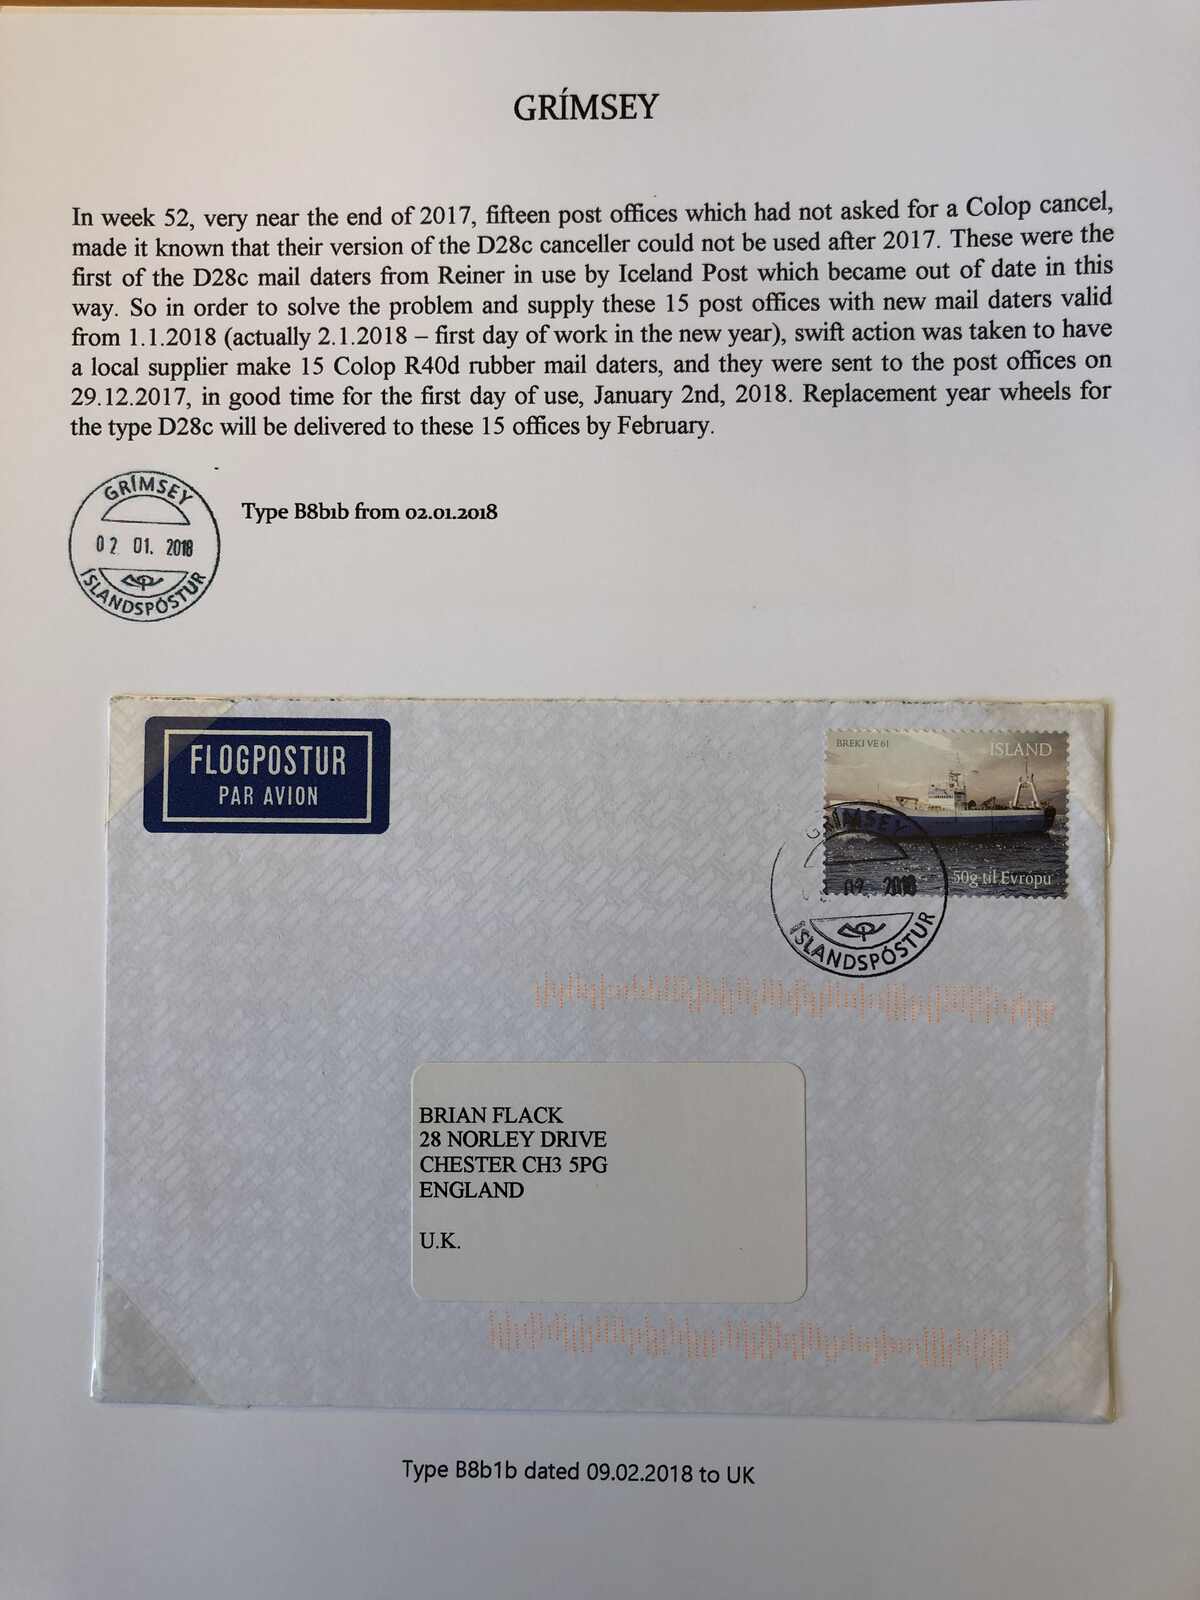 GRÍMSEY
In week 52, very near the end of 2017, fifteen post offices which had not asked for a Colop cancel,
made it known that their version of the D28c canceller could not be used after 2017. These were the
first of the D28c mail daters from Reiner in use by Iceland Post which became out of date in this
way. So in order to solve the problem and supply these 15 post offices with new mail daters valid
from 1.1.2018 (actually 2.1.2018 – first day of work in the new year), swift action was taken to have
a local supplier make 15 Colop R40d rubber mail daters, and they were sent to the post offices on
29.12.2017, in good time for the first day of use, January 2nd, 2018. Replacement year wheels for
the type D28c will be delivered to these 15 offices by February.
GRÍMSEY
02 01. 2018
ÍSLANDSPÓSTUR
Type B8b1b from 02.01.2018
FLOGPOSTUR
PAR AVION
BREKI VE 61
ISLAND
50g til Evrópu
GRÍMSEY
02. 2018
ÍSLANDSPÓSTUR
BRIAN FLACK
28 NORLEY DRIVE
CHESTER CH3 5PG
ENGLAND
U.K.
Type B8b1b dated 09.02.2018 to UK